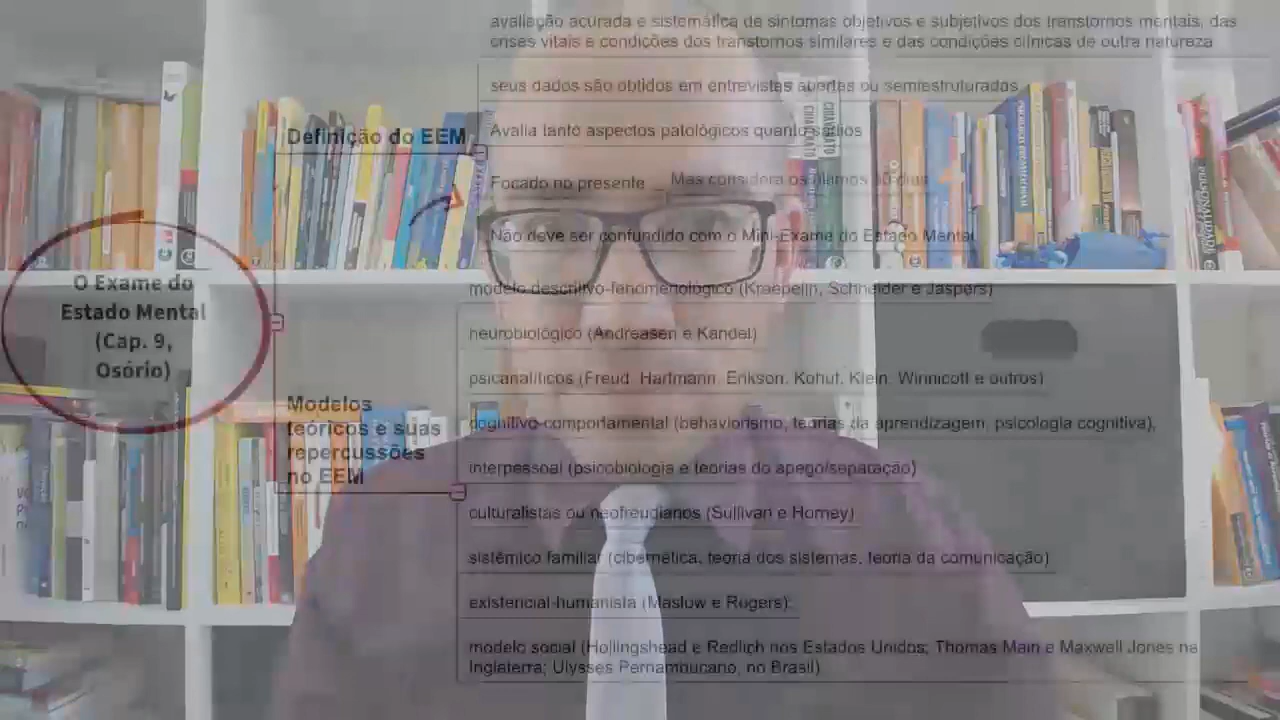 avaliação acurada e sistemática de sintomas objetivos e subjetivos dos transtornos mentais, das
crises vitais e condições dos transtornos similares e das condições clínicas de outra natureza
seus dados são obtidos em entrevistas abertas ou semiestruturadas
Definição do EEM
Avalia tanto aspectos patológicos quanto sadios
Focado no presente
Mas considera os últimos 30 dias
Não deve ser confundido com o Mini-Exame do Estado Mental
O Exame do
Estado Mental
(Cap. 9,
Osório)
modelo descritivo-fenomenológico (Kraepelin, Schneider e Jaspers)
neurobiológico (Andreasen e Kandel)
psicanalíticos (Freud, Hartmann, Erikson, Kohut, Klein, Winnicott e outros)
Modelos
teóricos e suas
repercussões
no EEM
cognitivo-comportamental (behaviorismo, teorias da aprendizagem, psicologia cognitiva),
interpessoal (psicobiologia e teorias do apego/separação)
culturalistas ou neofreudianos (Sullivan e Horney)
sistêmico familiar (cibernética, teoria dos sistemas, teoria da comunicação)
existencial-humanista (Maslow e Rogers);
modelo social (Hollingshead e Redlich nos Estados Unidos; Thomas Main e Maxwell Jones na
Inglaterra; Ulysses Pernambucano, no Brasil)
CHIAVENATO
CHIAVENATO